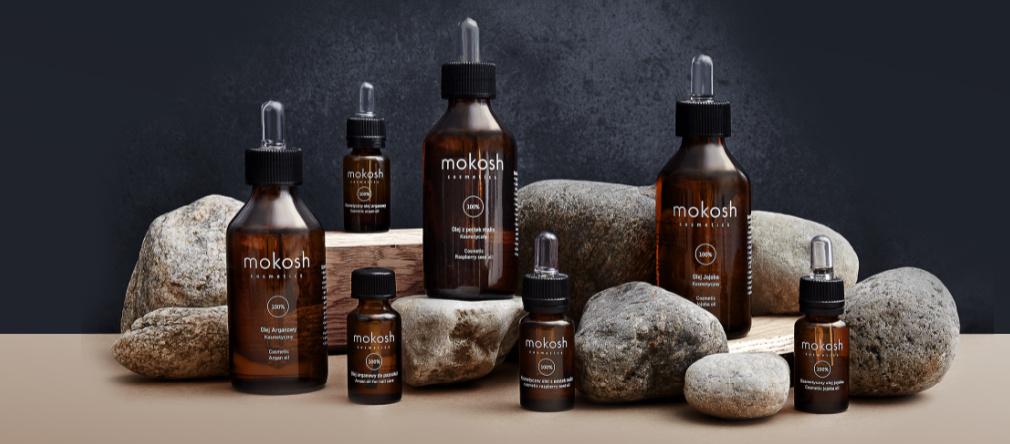 mokosh
cosmetics
100%
Olej Arganowy
Kosmetyczny
Cosmetic
Argan oil
mokosh
cosmetics
100%
Kosmetyczny olej arganowy
Cosmetic argan oil
mokosh
cosmetics
100%
Olej arganowy do paznokci
Argan oil for nail care
mokosh
cosmetics
100%
Olej z pestek malin
Kosmetyczny
Cosmetic
Raspberry seed oil
mokosh
cosmetics
100%
Kosmetyczny olej z pestek malin
Cosmetic raspberry seed oil
mokosh
cosmetics
100%
Olej Jojoba
Kosmetyczny
Cosmetic
Jojoba oil
mokosh
cosmetics
100%
Kosmetyczny olej jojoba
Cosmetic jojoba oil